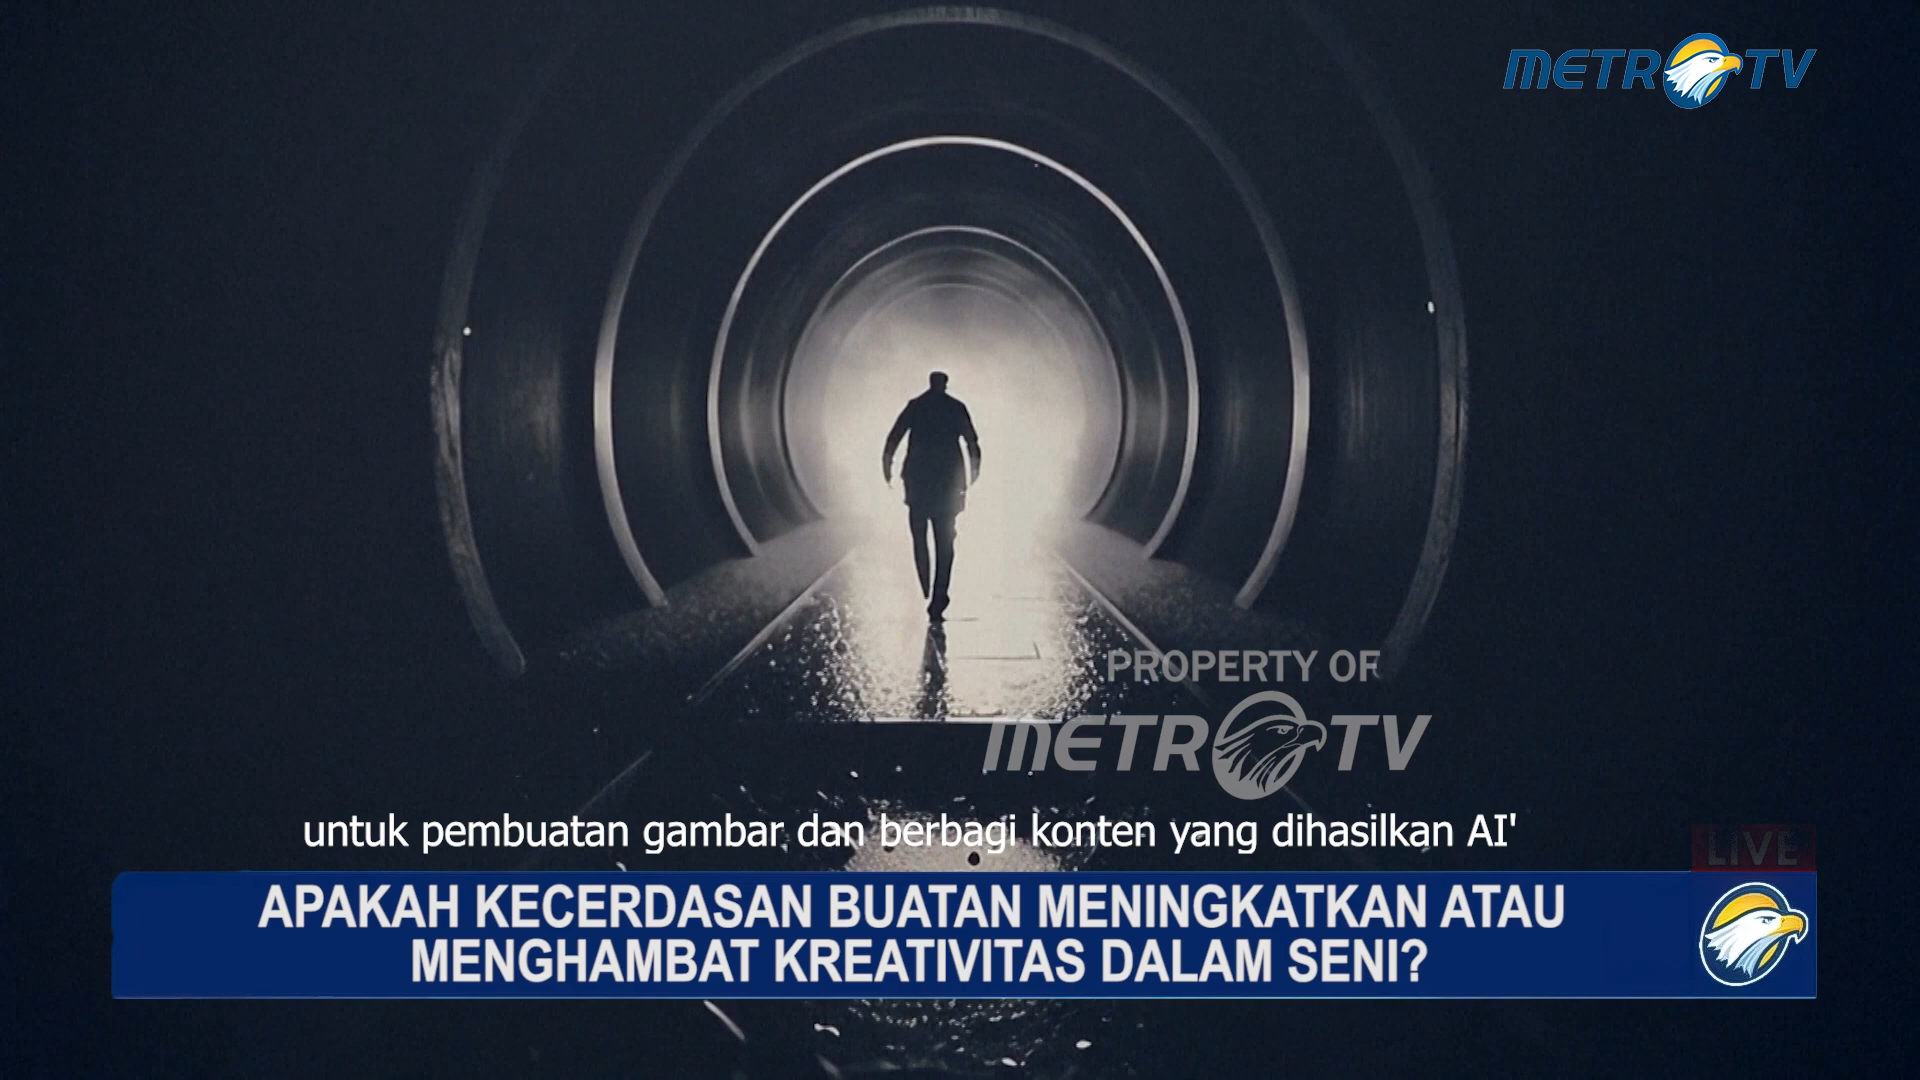 METRO TV
PROPERTY OF
METRO TV
untuk pembuatan gambar dan berbagi konten yang dihasilkan AI'
LIVE
APAKAH KECERDASAN BUATAN MENINGKATKAN ATAU
MENGHAMBAT KREATIVITAS DALAM SENI?